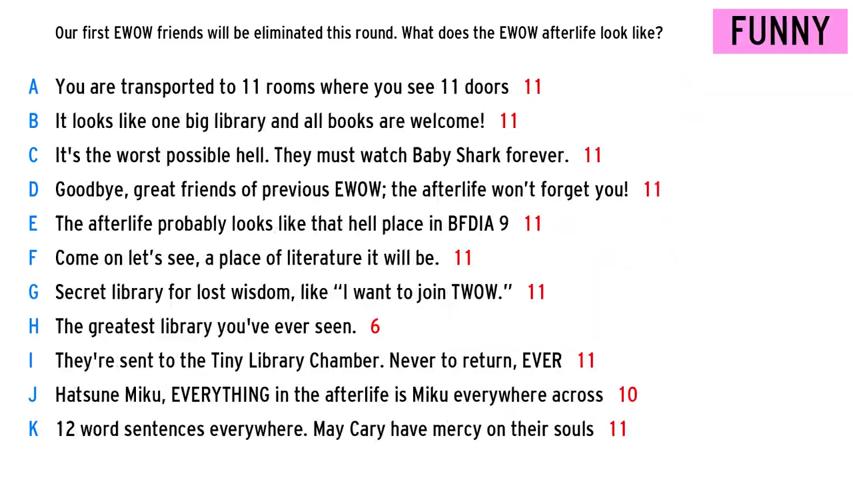 Our first EWOW friends will be eliminated this round. What does the EWOW afterlife look like?
FUNNY
A You are transported to 11 rooms where you see 11 doors 11
B It looks like one big library and all books are welcome! 11
C It's the worst possible hell. They must watch Baby Shark forever. 11
D Goodbye, great friends of previous EWOW; the afterlife won’t forget you! 11
E The afterlife probably looks like that hell place in BFDIA 9 11
F Come on let’s see, a place of literature it will be. 11
G Secret library for lost wisdom, like “I want to join TWOW.” 11
H The greatest library you've ever seen. 6
I They're sent to the Tiny Library Chamber. Never to return, EVER 11
J Hatsune Miku, EVERYTHING in the afterlife is Miku everywhere across 10
K 12 word sentences everywhere. May Cary have mercy on their souls 11